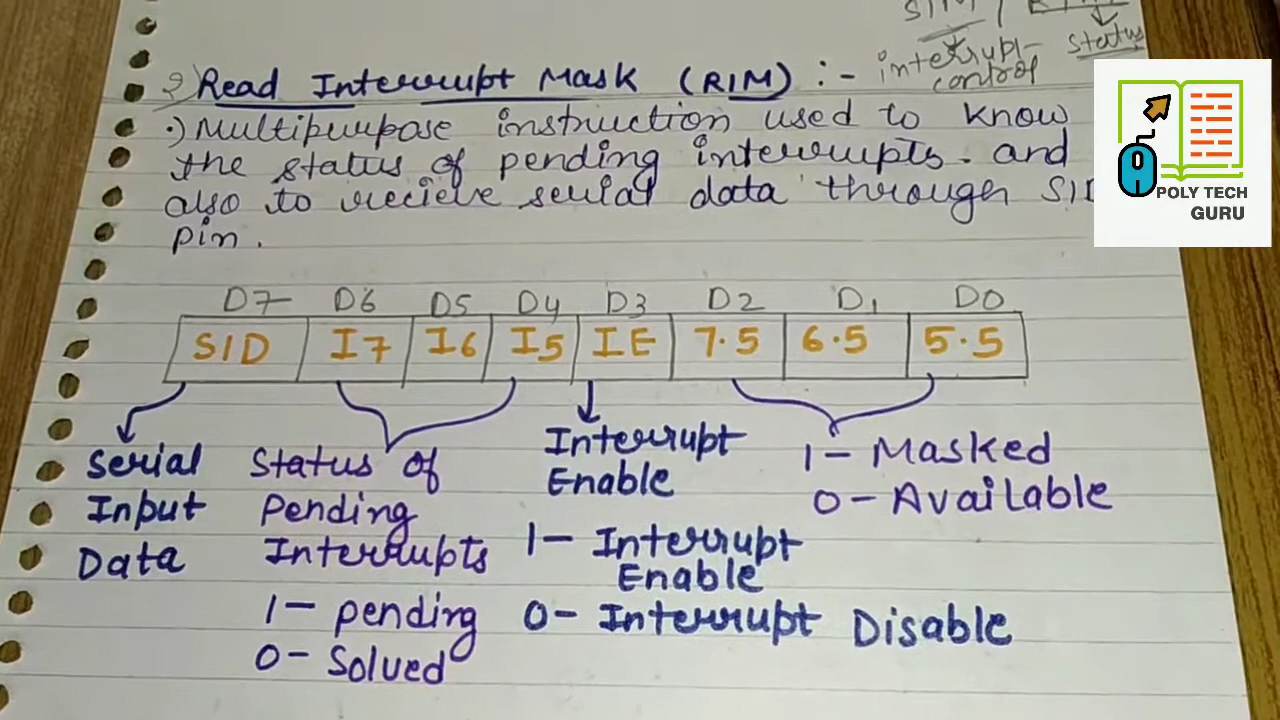 SIM /
interrupt
control
status
2) Read Interrupt Mask (RIM) :-
•) Multipurpose instruction used to know
the status of pending interrupts. and
also to recieve serial data through SID
pin.
POLY TECH
GURU
D7 D6 D5 D4 D3 D2 D1 D0
SID I7 I6 I5 IE 7.5 6.5 5.5
Serial
Input
Data
Status of
Pending
Interrupts
1- pending
0- Solved
Interrupt
Enable
1- Interrupt
Enable
0- Interrupt Disable
1- Masked
0- Available